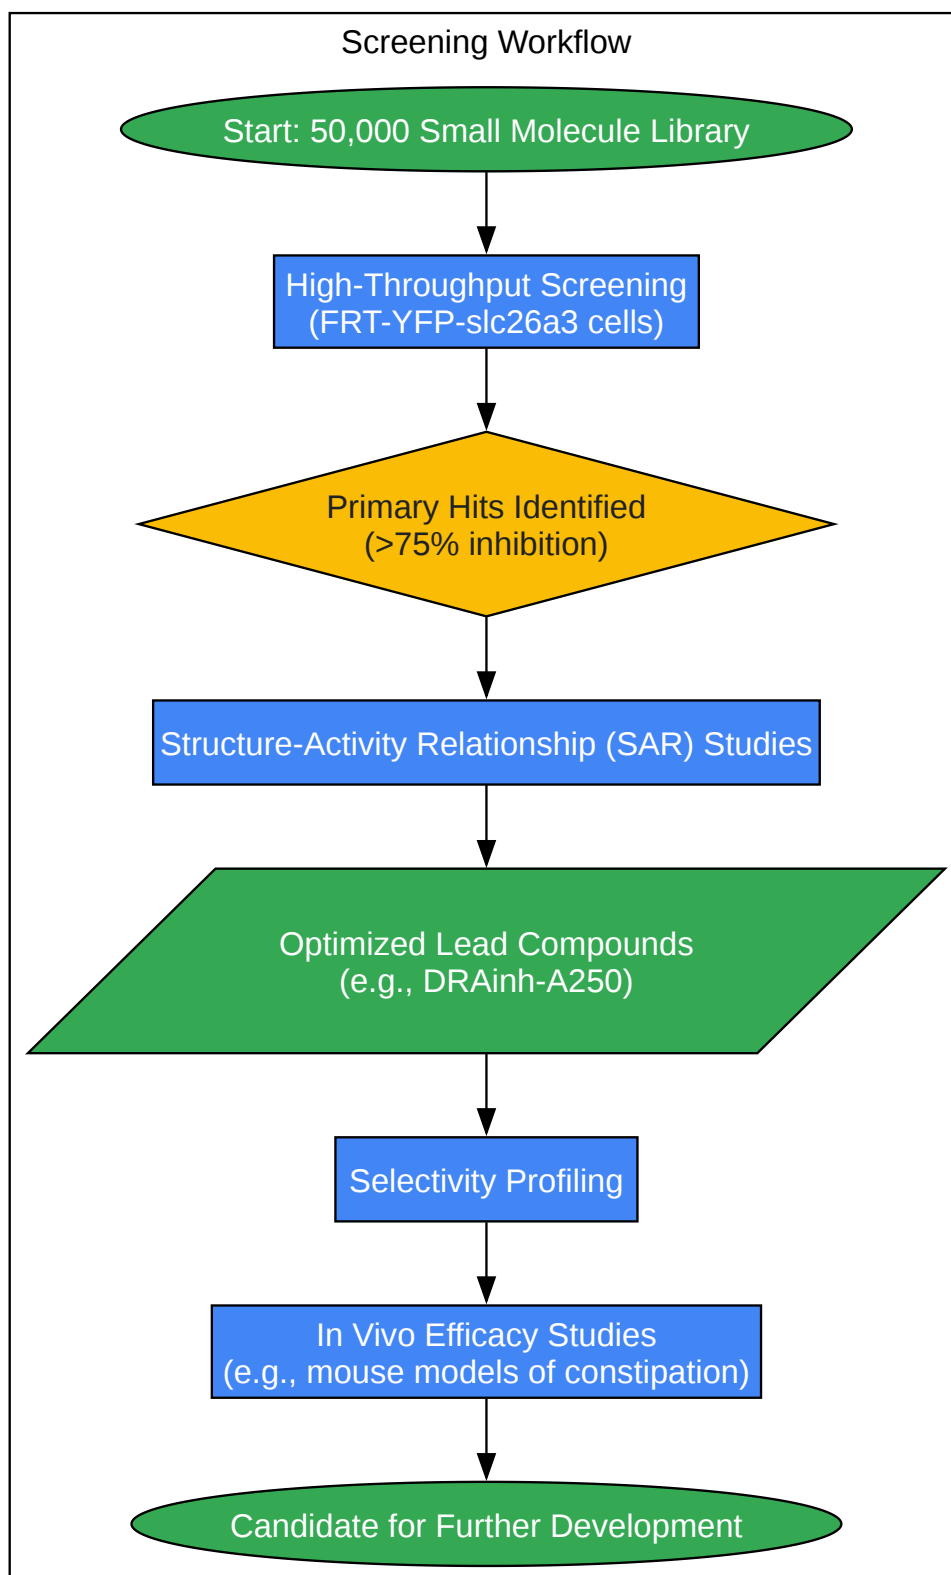 Screening Workflow
Start: 50,000 Small Molecule Library
High-Throughput Screening
(FRT-YFP-slc26a3 cells)
Primary Hits Identified
(>75% inhibition)
Structure-Activity Relationship (SAR) Studies
Optimized Lead Compounds
(e.g., DRAinh-A250)
Selectivity Profiling
In Vivo Efficacy Studies
(e.g., mouse models of constipation)
Candidate for Further Development